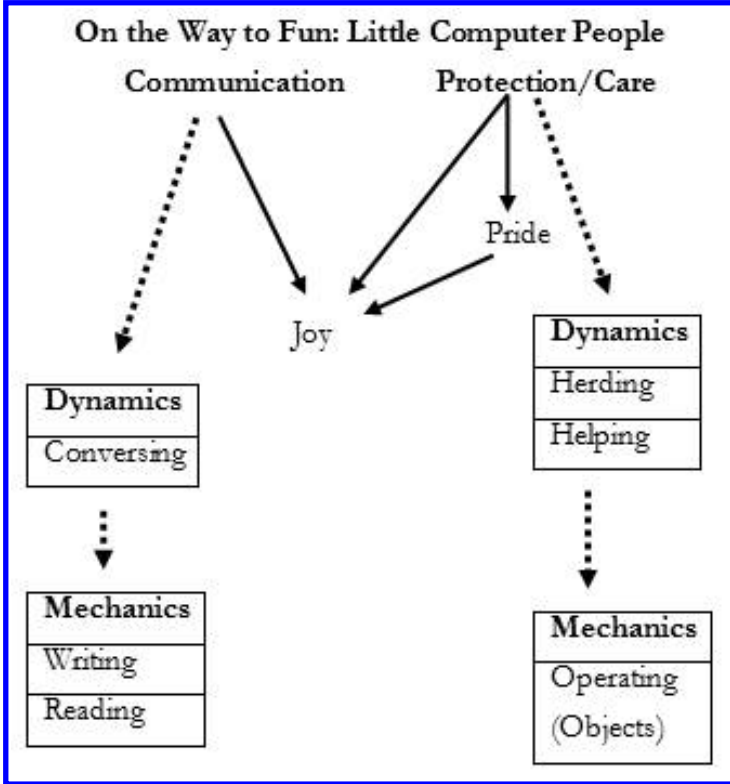 On the Way to Fun: Little Computer People
Communication
Protection/Care
Pride
Joy
Dynamics
Conversing
Mechanics
Writing
Reading
Dynamics
Herding
Helping
Mechanics
Operating
(Objects)